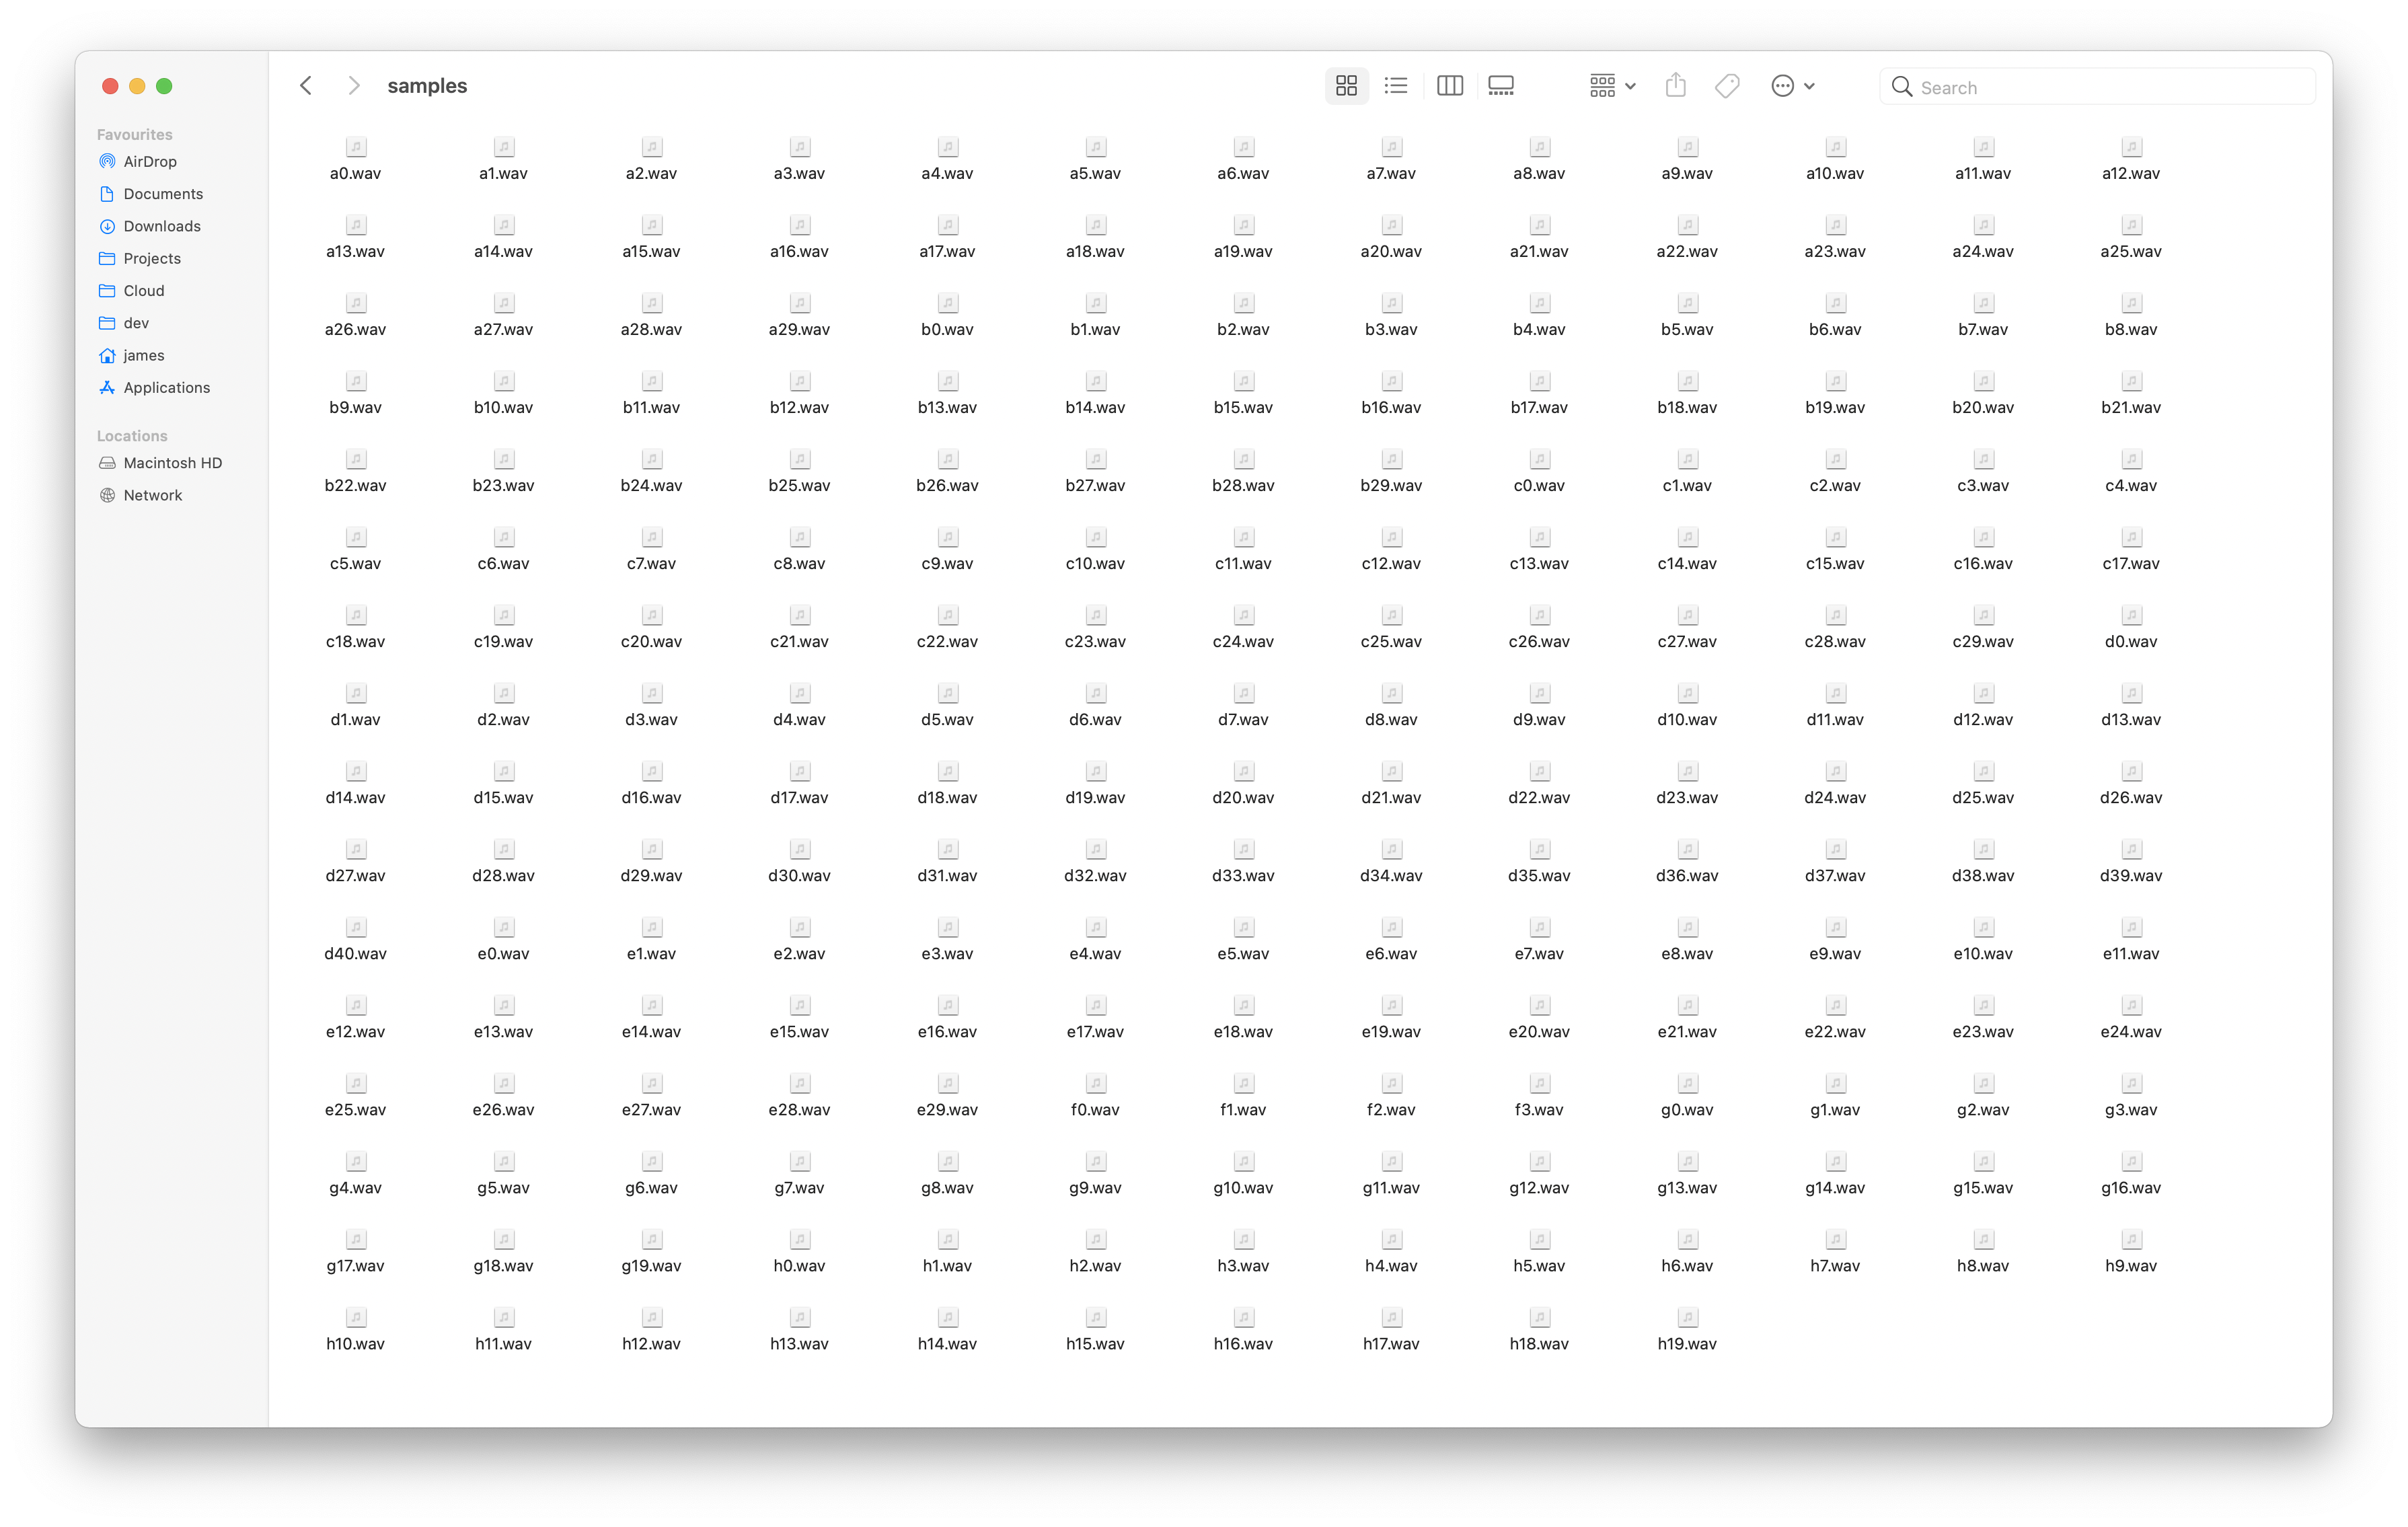 samples
Search
Favourites
AirDrop
Documents
Downloads
Projects
Cloud
dev
james
Applications
Locations
Macintosh HD
Network
a0.wav a1.wav a2.wav a3.wav a4.wav a5.wav a6.wav a7.wav a8.wav a9.wav a10.wav a11.wav a12.wav
a13.wav a14.wav a15.wav a16.wav a17.wav a18.wav a19.wav a20.wav a21.wav a22.wav a23.wav a24.wav a25.wav
a26.wav a27.wav a28.wav a29.wav b0.wav b1.wav b2.wav b3.wav b4.wav b5.wav b6.wav b7.wav b8.wav
b9.wav b10.wav b11.wav b12.wav b13.wav b14.wav b15.wav b16.wav b17.wav b18.wav b19.wav b20.wav b21.wav
b22.wav b23.wav b24.wav b25.wav b26.wav b27.wav b28.wav b29.wav c0.wav c1.wav c2.wav c3.wav c4.wav
c5.wav c6.wav c7.wav c8.wav c9.wav c10.wav c11.wav c12.wav c13.wav c14.wav c15.wav c16.wav c17.wav
c18.wav c19.wav c20.wav c21.wav c22.wav c23.wav c24.wav c25.wav c26.wav c27.wav c28.wav c29.wav d0.wav
d1.wav d2.wav d3.wav d4.wav d5.wav d6.wav d7.wav d8.wav d9.wav d10.wav d11.wav d12.wav d13.wav
d14.wav d15.wav d16.wav d17.wav d18.wav d19.wav d20.wav d21.wav d22.wav d23.wav d24.wav d25.wav d26.wav
d27.wav d28.wav d29.wav d30.wav d31.wav d32.wav d33.wav d34.wav d35.wav d36.wav d37.wav d38.wav d39.wav
d40.wav e0.wav e1.wav e2.wav e3.wav e4.wav e5.wav e6.wav e7.wav e8.wav e9.wav e10.wav e11.wav
e12.wav e13.wav e14.wav e15.wav e16.wav e17.wav e18.wav e19.wav e20.wav e21.wav e22.wav e23.wav e24.wav
e25.wav e26.wav e27.wav e28.wav e29.wav f0.wav f1.wav f2.wav f3.wav g0.wav g1.wav g2.wav g3.wav
g4.wav g5.wav g6.wav g7.wav g8.wav g9.wav g10.wav g11.wav g12.wav g13.wav g14.wav g15.wav g16.wav
g17.wav g18.wav g19.wav h0.wav h1.wav h2.wav h3.wav h4.wav h5.wav h6.wav h7.wav h8.wav h9.wav
h10.wav h11.wav h12.wav h13.wav h14.wav h15.wav h16.wav h17.wav h18.wav h19.wav